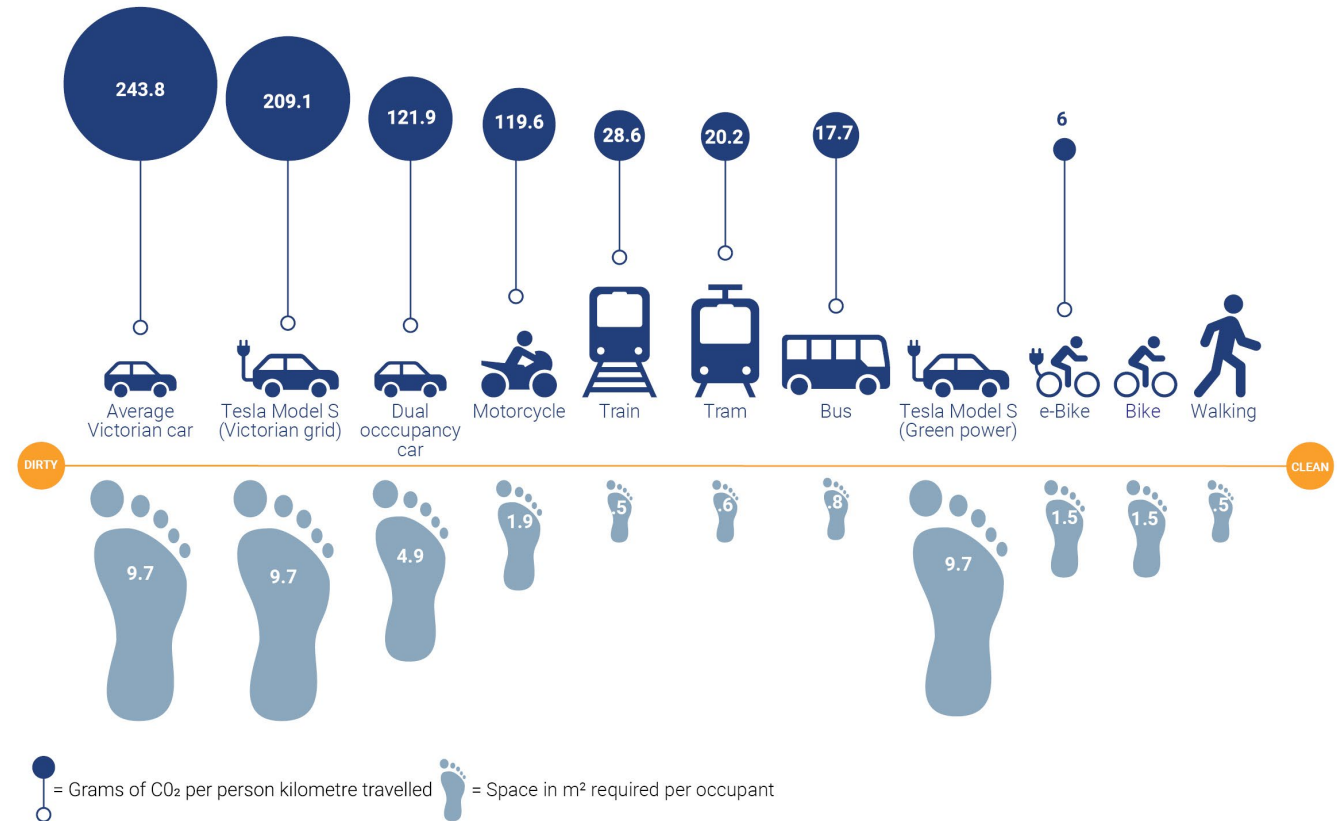 243.8
209.1
121.9
119.6
28.6
20.2
17.7
6
Average
Victorian car
Tesla Model S
(Victorian grid)
Dual
occcupancy
car
Motorcycle
Train
Tram
Bus
Tesla Model S
(Green power)
e-Bike
Bike
Walking
DIRTY
CLEAN
9.7
9.7
4.9
1.9
.5
.6
.8
9.7
1.5
1.5
.5
= Grams of C0₂ per person kilometre travelled
= Space in m² required per occupant